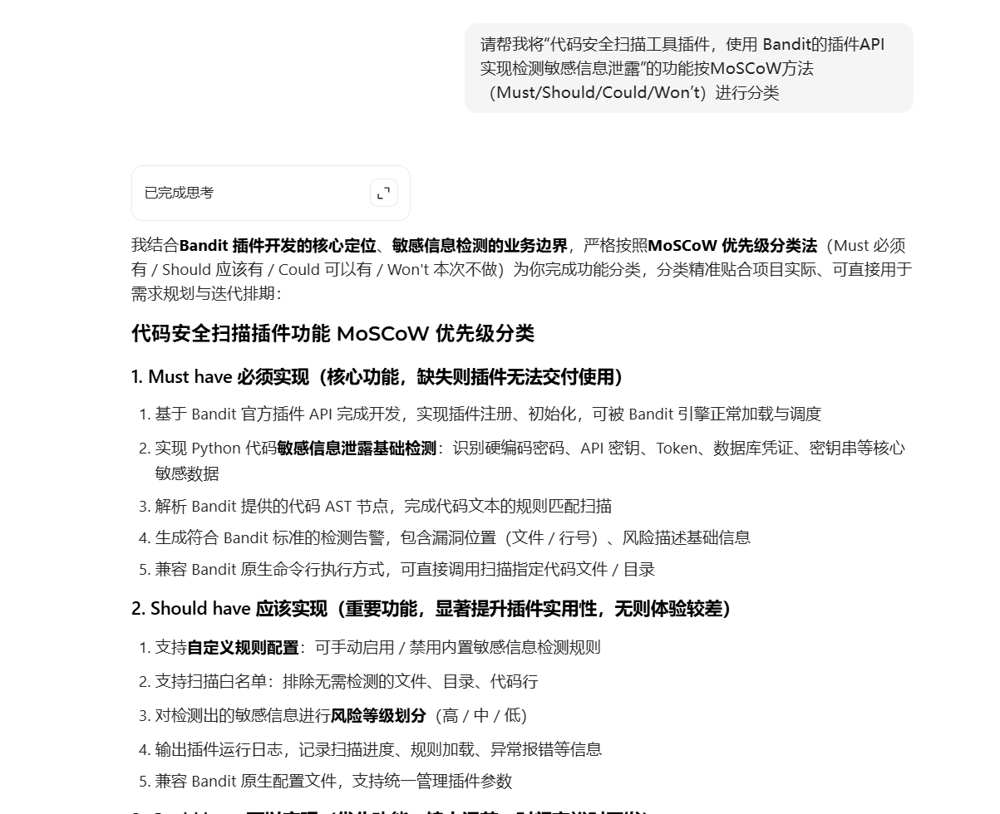 请帮我将”代码安全扫描工具插件，使用 Bandit的插件API
实现检测敏感信息泄露”的功能按MoSCoW方法
（Must/Should/Could/Won’t）进行分类
已完成思考
我结合Bandit 插件开发的核心定位、敏感信息检测的业务边界，严格按照MoSCoW 优先级分类法（Must 必须
有 / Should 应该有 / Could 可以有 / Won't 本次不做）为你完成功能分类，分类精准贴合项目实际、可直接用于
需求规划与迭代排期：
代码安全扫描插件功能 MoSCoW 优先级分类
1. Must have 必须实现（核心功能，缺失则插件无法交付使用）
1. 基于 Bandit 官方插件 API 完成开发，实现插件注册、初始化，可被 Bandit 引擎正常加载与调度
2. 实现 Python 代码敏感信息泄露基础检测：识别硬编码密码、API 密钥、Token、数据库凭证、密钥串等核心
敏感数据
3. 解析 Bandit 提供的代码 AST 节点，完成代码文本的规则匹配扫描
4. 生成符合 Bandit 标准的检测告警，包含漏洞位置（文件 / 行号）、风险描述基础信息
5. 兼容 Bandit 原生命令行执行方式，可直接调用扫描指定代码文件 / 目录
2. Should have 应该实现（重要功能，显著提升插件实用性，无则体验较差）
1. 支持自定义规则配置：可手动启用 / 禁用内置敏感信息检测规则
2. 支持扫描白名单：排除无需检测的文件、目录、代码行
3. 对检测出的敏感信息进行风险等级划分（高 / 中 / 低）
4. 输出插件运行日志，记录扫描进度、规则加载、异常报错等信息
5. 兼容 Bandit 原生配置文件，支持统一管理插件参数